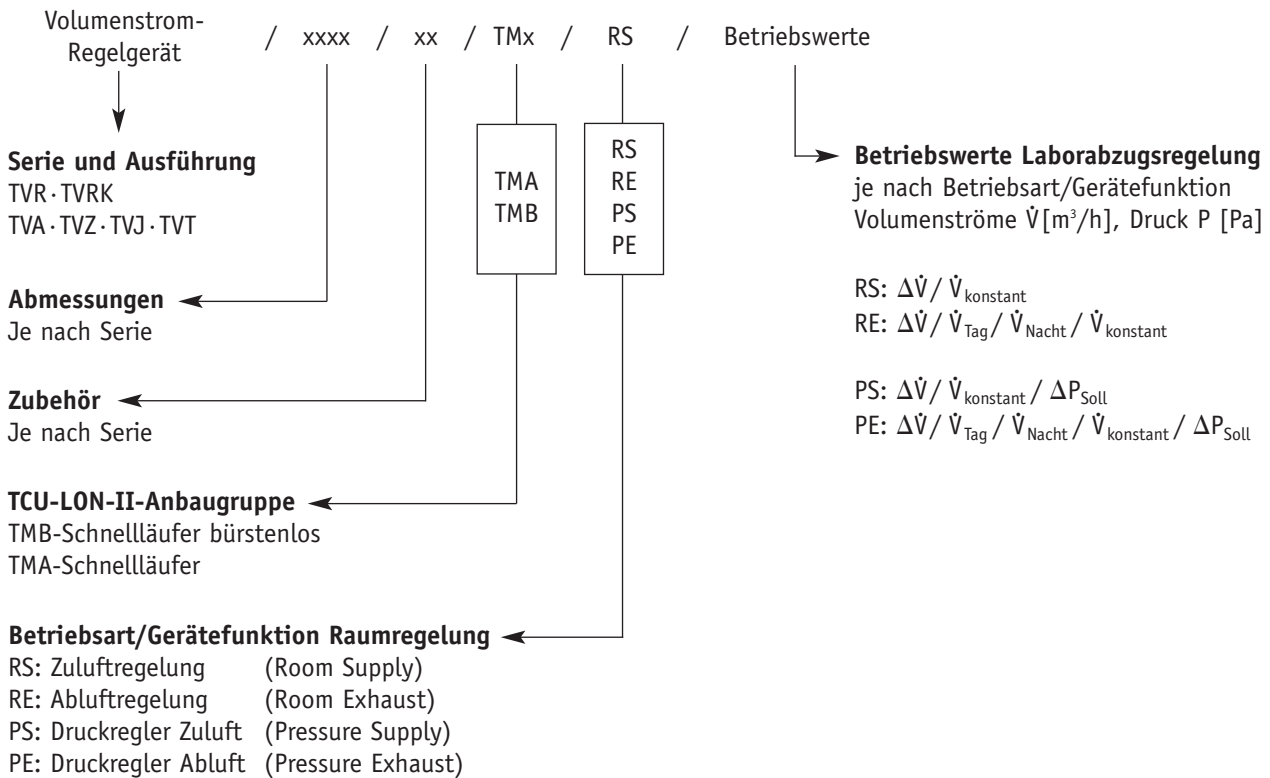 Volumenstrom-
Regelgerät
/ xxxx / xx / TMx / RS / Betriebswerte
Serie und Ausführung
TVR·TVRK
TVA·TVZ·TVJ·TVT
Abmessungen
Je nach Serie
Zubehör
Je nach Serie
TCU-LON-II-Anbaugruppe
TMB-Schnellläufer bürstenlos
TMA-Schnellläufer
Betriebsart/Gerätefunktion Raumregelung
RS: Zuluftregelung (Room Supply)
RE: Abluftregelung (Room Exhaust)
PS: Druckregler Zuluft (Pressure Supply)
PE: Druckregler Abluft (Pressure Exhaust)
TMA
TMB
RS
RE
PS
PE
Betriebswerte Laborabzugsregelung
je nach Betriebsart/Gerätefunktion
Volumenströme V̇[m³/h], Druck P [Pa]
RS: ΔV̇/ V̇konstant
RE: ΔV̇/ V̇Tag/ V̇Nacht/ V̇konstant
PS: ΔV̇/ V̇konstant/ ΔPSoll
PE: ΔV̇/ V̇Tag/ V̇Nacht/ V̇konstant/ ΔPSoll